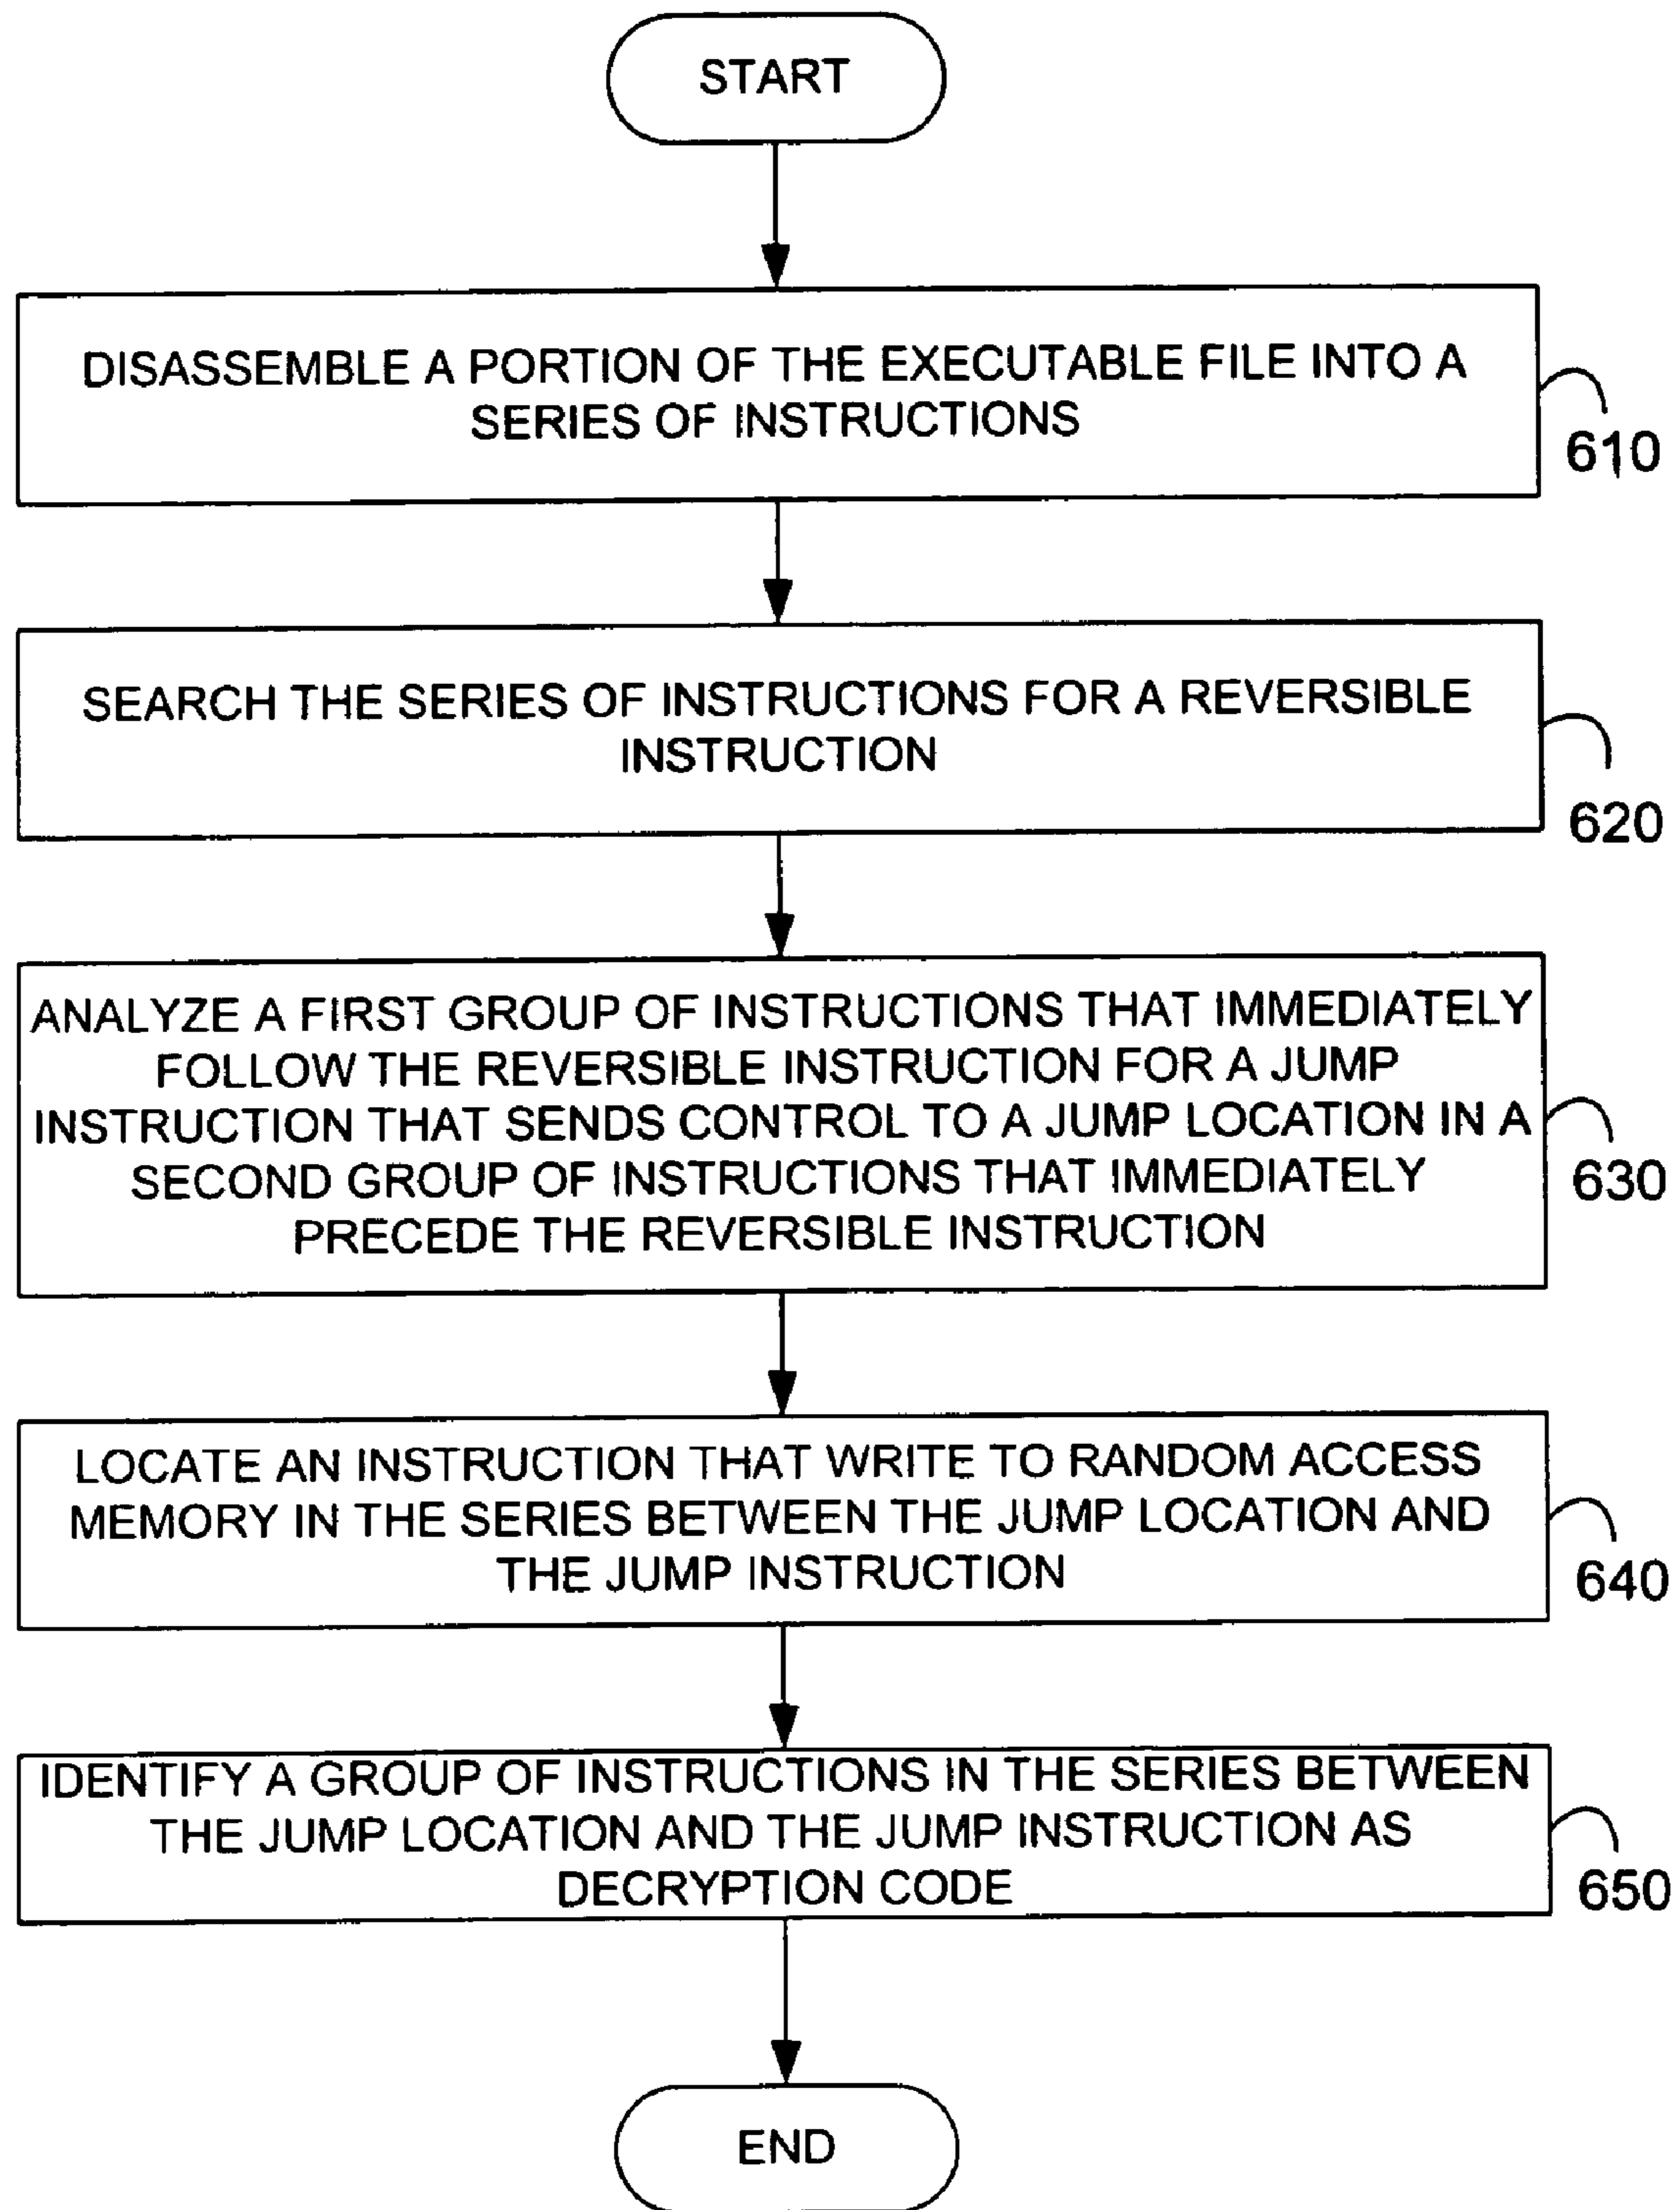 START
DISASSEMBLE A PORTION OF THE EXECUTABLE FILE INTO A
SERIES OF INSTRUCTIONS
610
SEARCH THE SERIES OF INSTRUCTIONS FOR A REVERSIBLE
INSTRUCTION
620
ANALYZE A FIRST GROUP OF INSTRUCTIONS THAT IMMEDIATELY
FOLLOW THE REVERSIBLE INSTRUCTION FOR A JUMP
INSTRUCTION THAT SENDS CONTROL TO A JUMP LOCATION IN A
SECOND GROUP OF INSTRUCTIONS THAT IMMEDIATELY
PRECEDE THE REVERSIBLE INSTRUCTION
630
LOCATE AN INSTRUCTION THAT WRITE TO RANDOM ACCESS
MEMORY IN THE SERIES BETWEEN THE JUMP LOCATION AND
THE JUMP INSTRUCTION
640
IDENTIFY A GROUP OF INSTRUCTIONS IN THE SERIES BETWEEN
THE JUMP LOCATION AND THE JUMP INSTRUCTION AS
DECRYPTION CODE
650
END